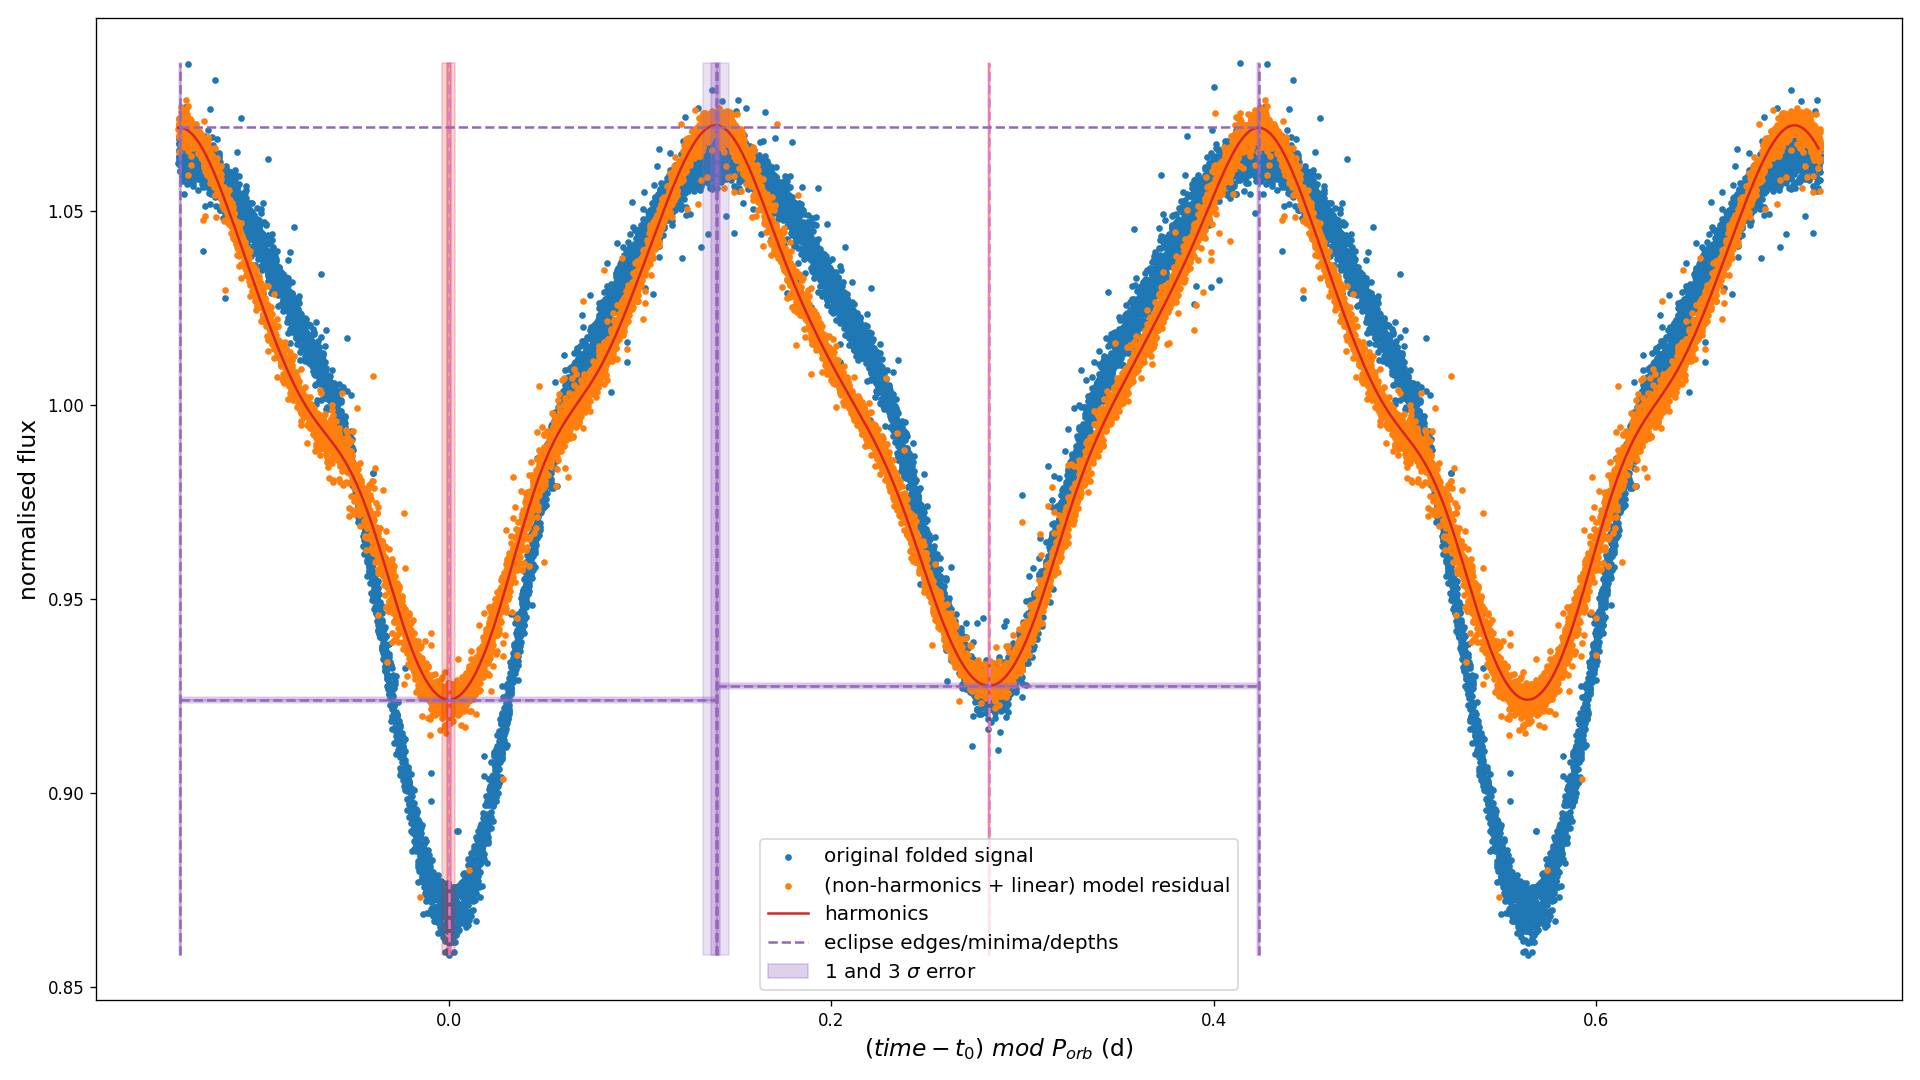 normalised flux
1.05
1.00
0.95
0.90
0.85
original folded signal
(non-harmonics + linear) model residual
harmonics
eclipse edges/minima/depths
1 and 3 σ error
0.0 0.2 0.4 0.6
(time − t₀) mod Pₒᵣb (d)